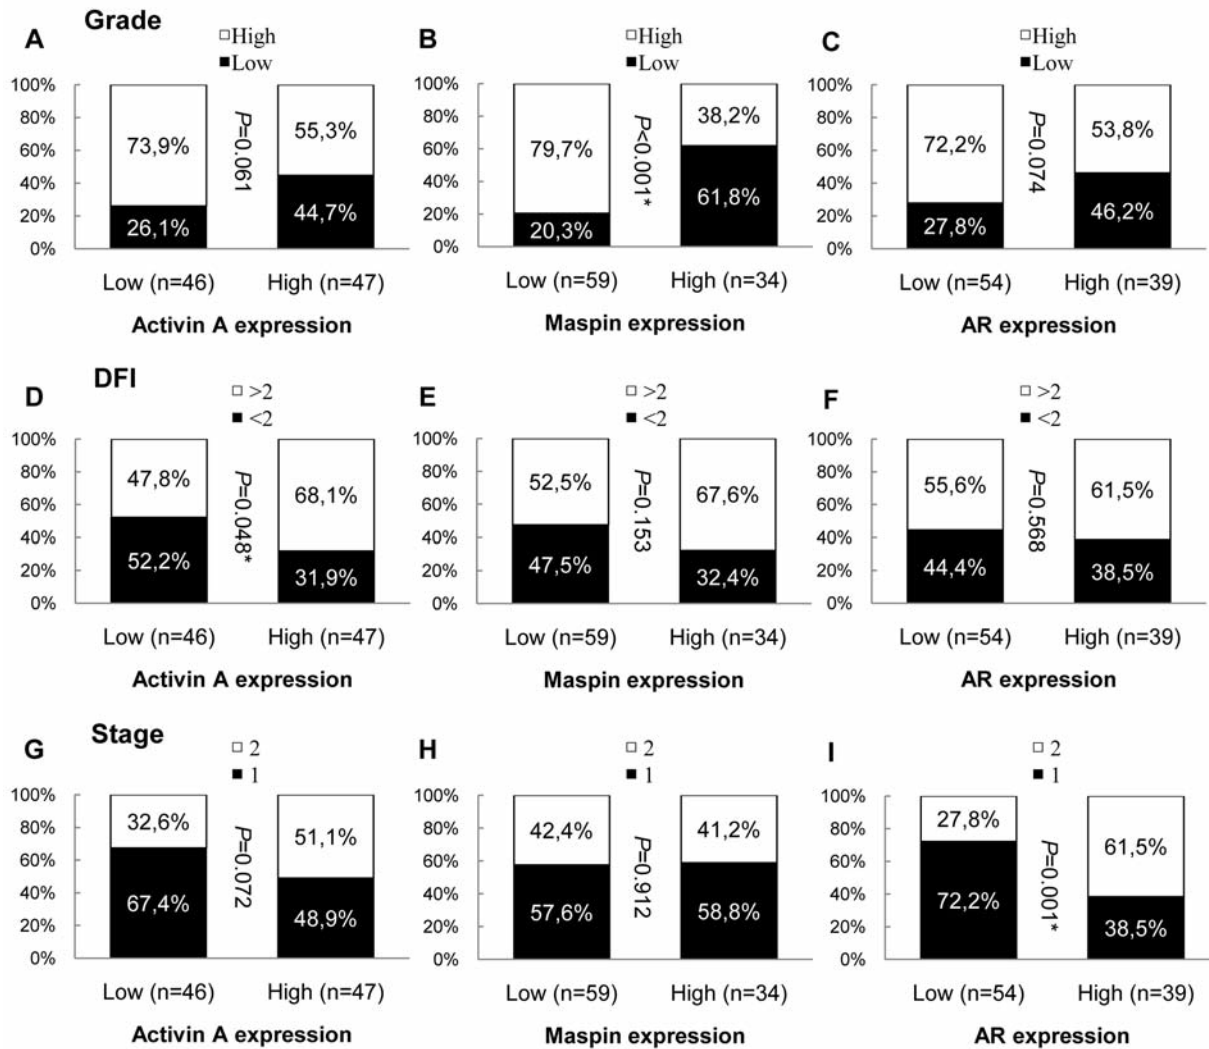 Grade
A
□High
■Low
100%
80%
60%
40%
20%
0%
73,9%
26,1%
P=0.061
55,3%
44,7%
Low (n=46)
High (n=47)
Activin A expression
B
□High
■Low
100%
80%
60%
40%
20%
0%
79,7%
20,3%
P<0.001*
38,2%
61,8%
Low (n=59)
High (n=34)
Maspin expression
C
□High
■Low
100%
80%
60%
40%
20%
0%
72,2%
27,8%
P=0.074
53,8%
46,2%
Low (n=54)
High (n=39)
AR expression
DFI
D
□ >2
■ <2
100%
80%
60%
40%
20%
0%
47,8%
52,2%
P=0.048*
68,1%
31,9%
Low (n=46)
High (n=47)
Activin A expression
E
□ >2
■ <2
100%
80%
60%
40%
20%
0%
52,5%
47,5%
P=0.153
67,6%
32,4%
Low (n=59)
High (n=34)
Maspin expression
F
□ >2
■ <2
100%
80%
60%
40%
20%
0%
55,6%
44,4%
P=0.568
61,5%
38,5%
Low (n=54)
High (n=39)
AR expression
Stage
G
□ 2
■ 1
100%
80%
60%
40%
20%
0%
32,6%
67,4%
P=0.072
51,1%
48,9%
Low (n=46)
High (n=47)
Activin A expression
H
□ 2
■ 1
100%
80%
60%
40%
20%
0%
42,4%
57,6%
P=0.912
41,2%
58,8%
Low (n=59)
High (n=34)
Maspin expression
I
□ 2
■ 1
100%
80%
60%
40%
20%
0%
27,8%
72,2%
P=0.001*
61,5%
38,5%
Low (n=54)
High (n=39)
AR expression